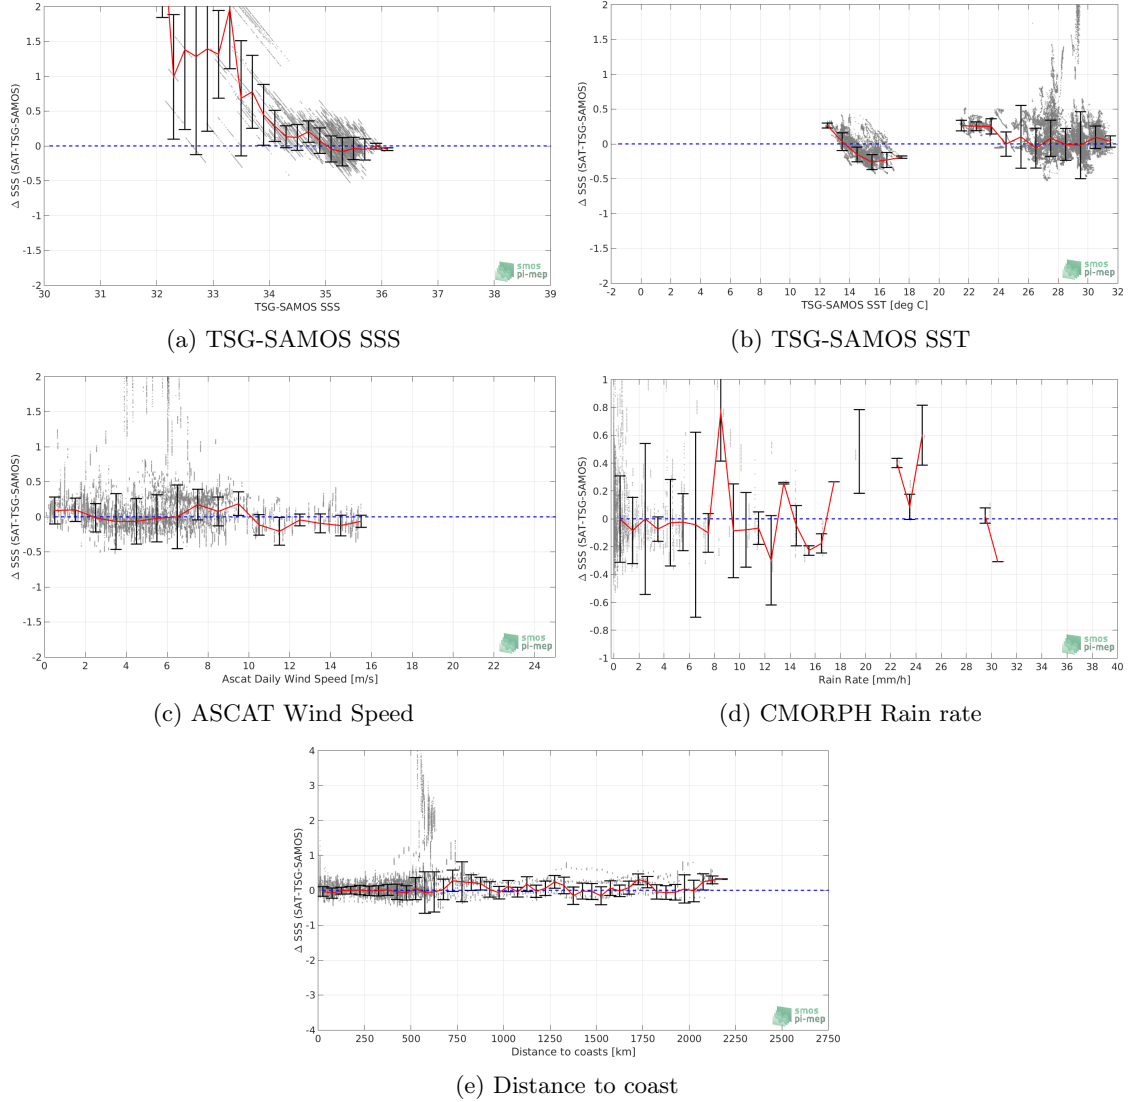 2
1.5
1
0.5
0
-0.5
-1
-1.5
-2
Δ SSS (SAT-TSG-SAMOS)
30 31 32 33 34 35 36 37 38 39
TSG-SAMOS SSS
smos
pi-mep
(a) TSG-SAMOS SSS
2
1.5
1
0.5
0
-0.5
-1
-1.5
-2
Δ SSS (SAT-TSG-SAMOS)
-2 0 2 4 6 8 10 12 14 16 18 20 22 24 26 28 30 32
TSG-SAMOS SST [deg C]
smos
pi-mep
(b) TSG-SAMOS SST
2
1.5
1
0.5
0
-0.5
-1
-1.5
-2
Δ SSS (SAT-TSG-SAMOS)
0 2 4 6 8 10 12 14 16 18 20 22 24
Ascat Daily Wind Speed [m/s]
smos
pi-mep
(c) ASCAT Wind Speed
1
0.8
0.6
0.4
0.2
0
-0.2
-0.4
-0.6
-0.8
-1
Δ SSS (SAT-TSG-SAMOS)
0 2 4 6 8 10 12 14 16 18 20 22 24 26 28 30 32 34 36 38 40
Rain Rate [mm/h]
smos
pi-mep
(d) CMORPH Rain rate
4
3
2
1
0
-1
-2
-3
-4
Δ SSS (SAT-TSG-SAMOS)
0 250 500 750 1000 1250 1500 1750 2000 2250 2500 2750
Distance to coasts [km]
smos
pi-mep
(e) Distance to coast